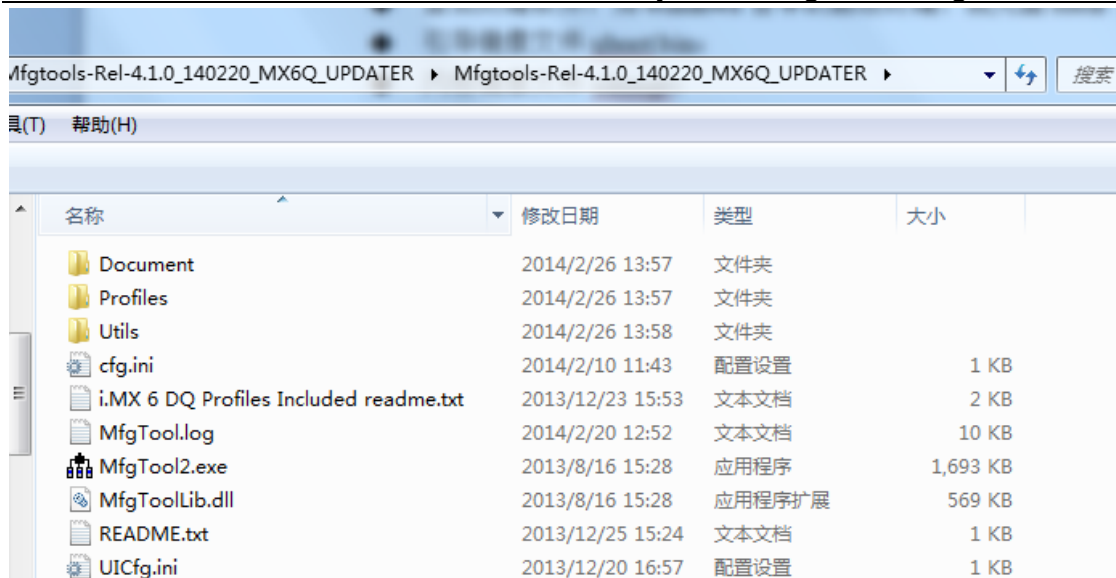 Mfgtools-Rel-4.1.0_140220_MX6Q_UPDATER ▸ Mfgtools-Rel-4.1.0_140220_MX6Q_UPDATER ▸ 搜索
具(T) 帮助(H)
名称 修改日期 类型 大小
Document 2014/2/26 13:57 文件夹
Profiles 2014/2/26 13:57 文件夹
Utils 2014/2/26 13:58 文件夹
cfg.ini 2014/2/10 11:43 配置设置 1 KB
i.MX 6 DQ Profiles Included readme.txt 2013/12/23 15:53 文本文档 2 KB
MfgTool.log 2014/2/20 12:52 文本文档 10 KB
MfgTool2.exe 2013/8/16 15:28 应用程序 1,693 KB
MfgToolLib.dll 2013/8/16 15:28 应用程序扩展 569 KB
README.txt 2013/12/25 15:24 文本文档 1 KB
UICfg.ini 2013/12/20 16:57 配置设置 1 KB